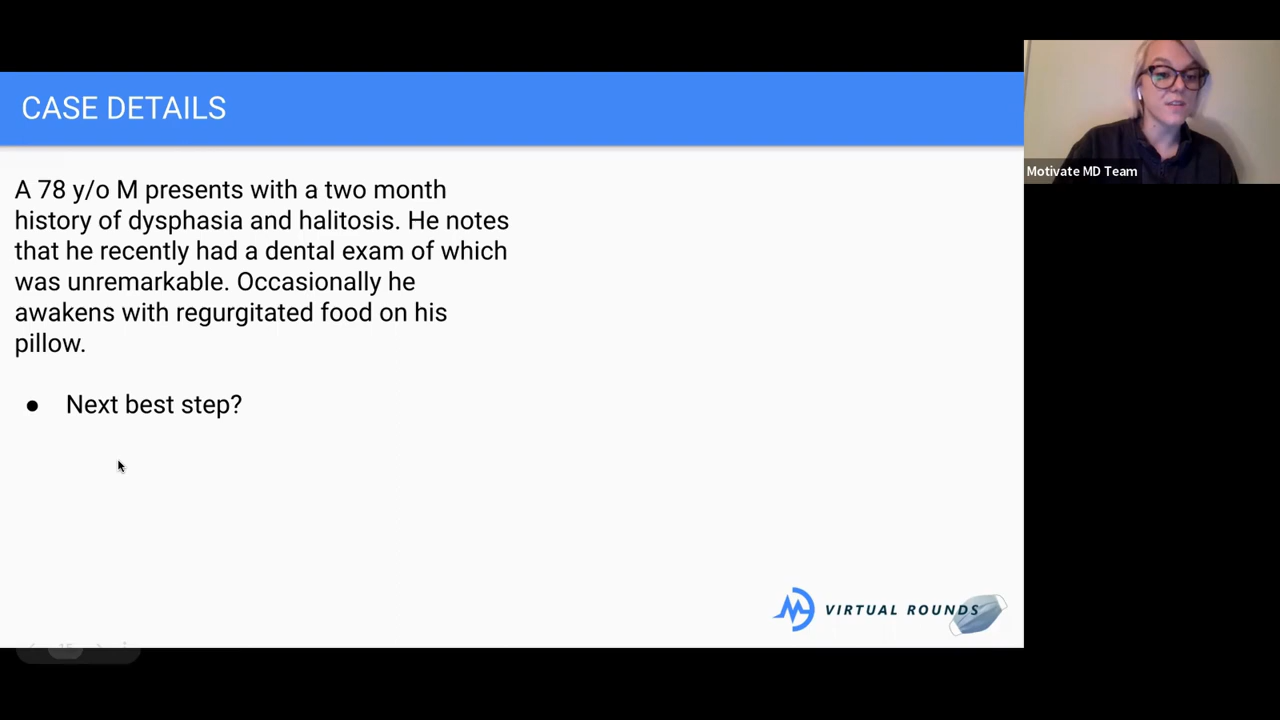 CASE DETAILS
Motivate MD Team
A 78 y/o M presents with a two month
history of dysphasia and halitosis. He notes
that he recently had a dental exam of which
was unremarkable. Occasionally he
awakens with regurgitated food on his
pillow.
● Next best step?
VIRTUAL ROUNDS